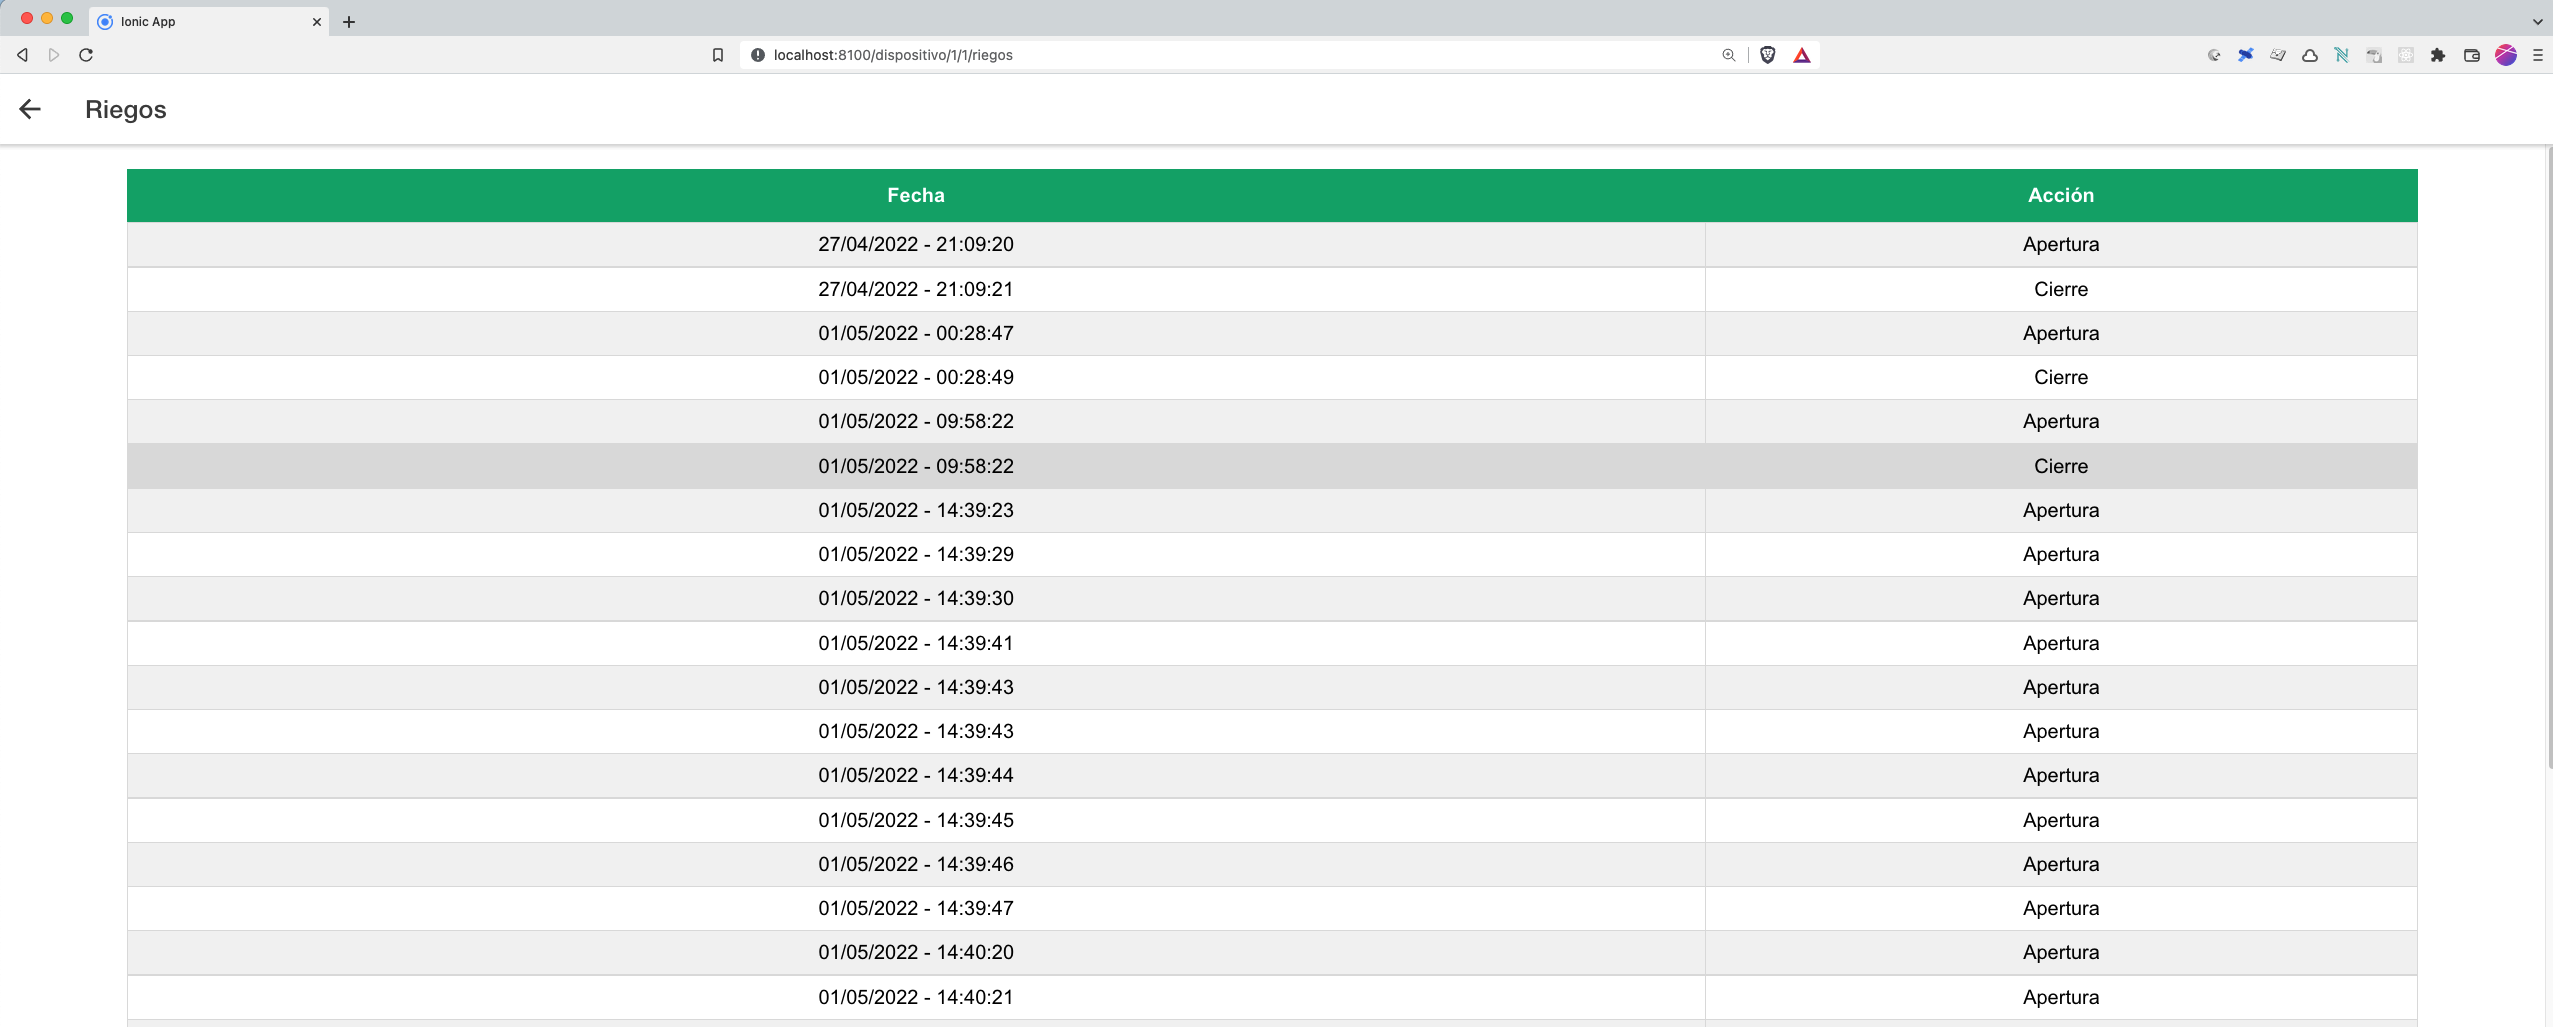 Ionic App
localhost:8100/dispositivo/1/1/riegos
Riegos
Fecha Acción
27/04/2022 - 21:09:20 Apertura
27/04/2022 - 21:09:21 Cierre
01/05/2022 - 00:28:47 Apertura
01/05/2022 - 00:28:49 Cierre
01/05/2022 - 09:58:22 Apertura
01/05/2022 - 09:58:22 Cierre
01/05/2022 - 14:39:23 Apertura
01/05/2022 - 14:39:29 Apertura
01/05/2022 - 14:39:30 Apertura
01/05/2022 - 14:39:41 Apertura
01/05/2022 - 14:39:43 Apertura
01/05/2022 - 14:39:43 Apertura
01/05/2022 - 14:39:44 Apertura
01/05/2022 - 14:39:45 Apertura
01/05/2022 - 14:39:46 Apertura
01/05/2022 - 14:39:47 Apertura
01/05/2022 - 14:40:20 Apertura
01/05/2022 - 14:40:21 Apertura